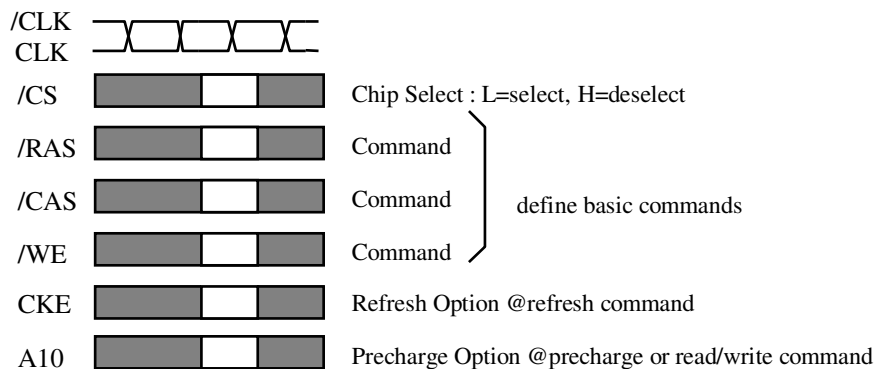 /CLK
CLK
/CS Chip Select : L=select, H=deselect
/RAS Command
/CAS Command define basic commands
/WE Command
CKE Refresh Option @refresh command
A10 Precharge Option @precharge or read/write command